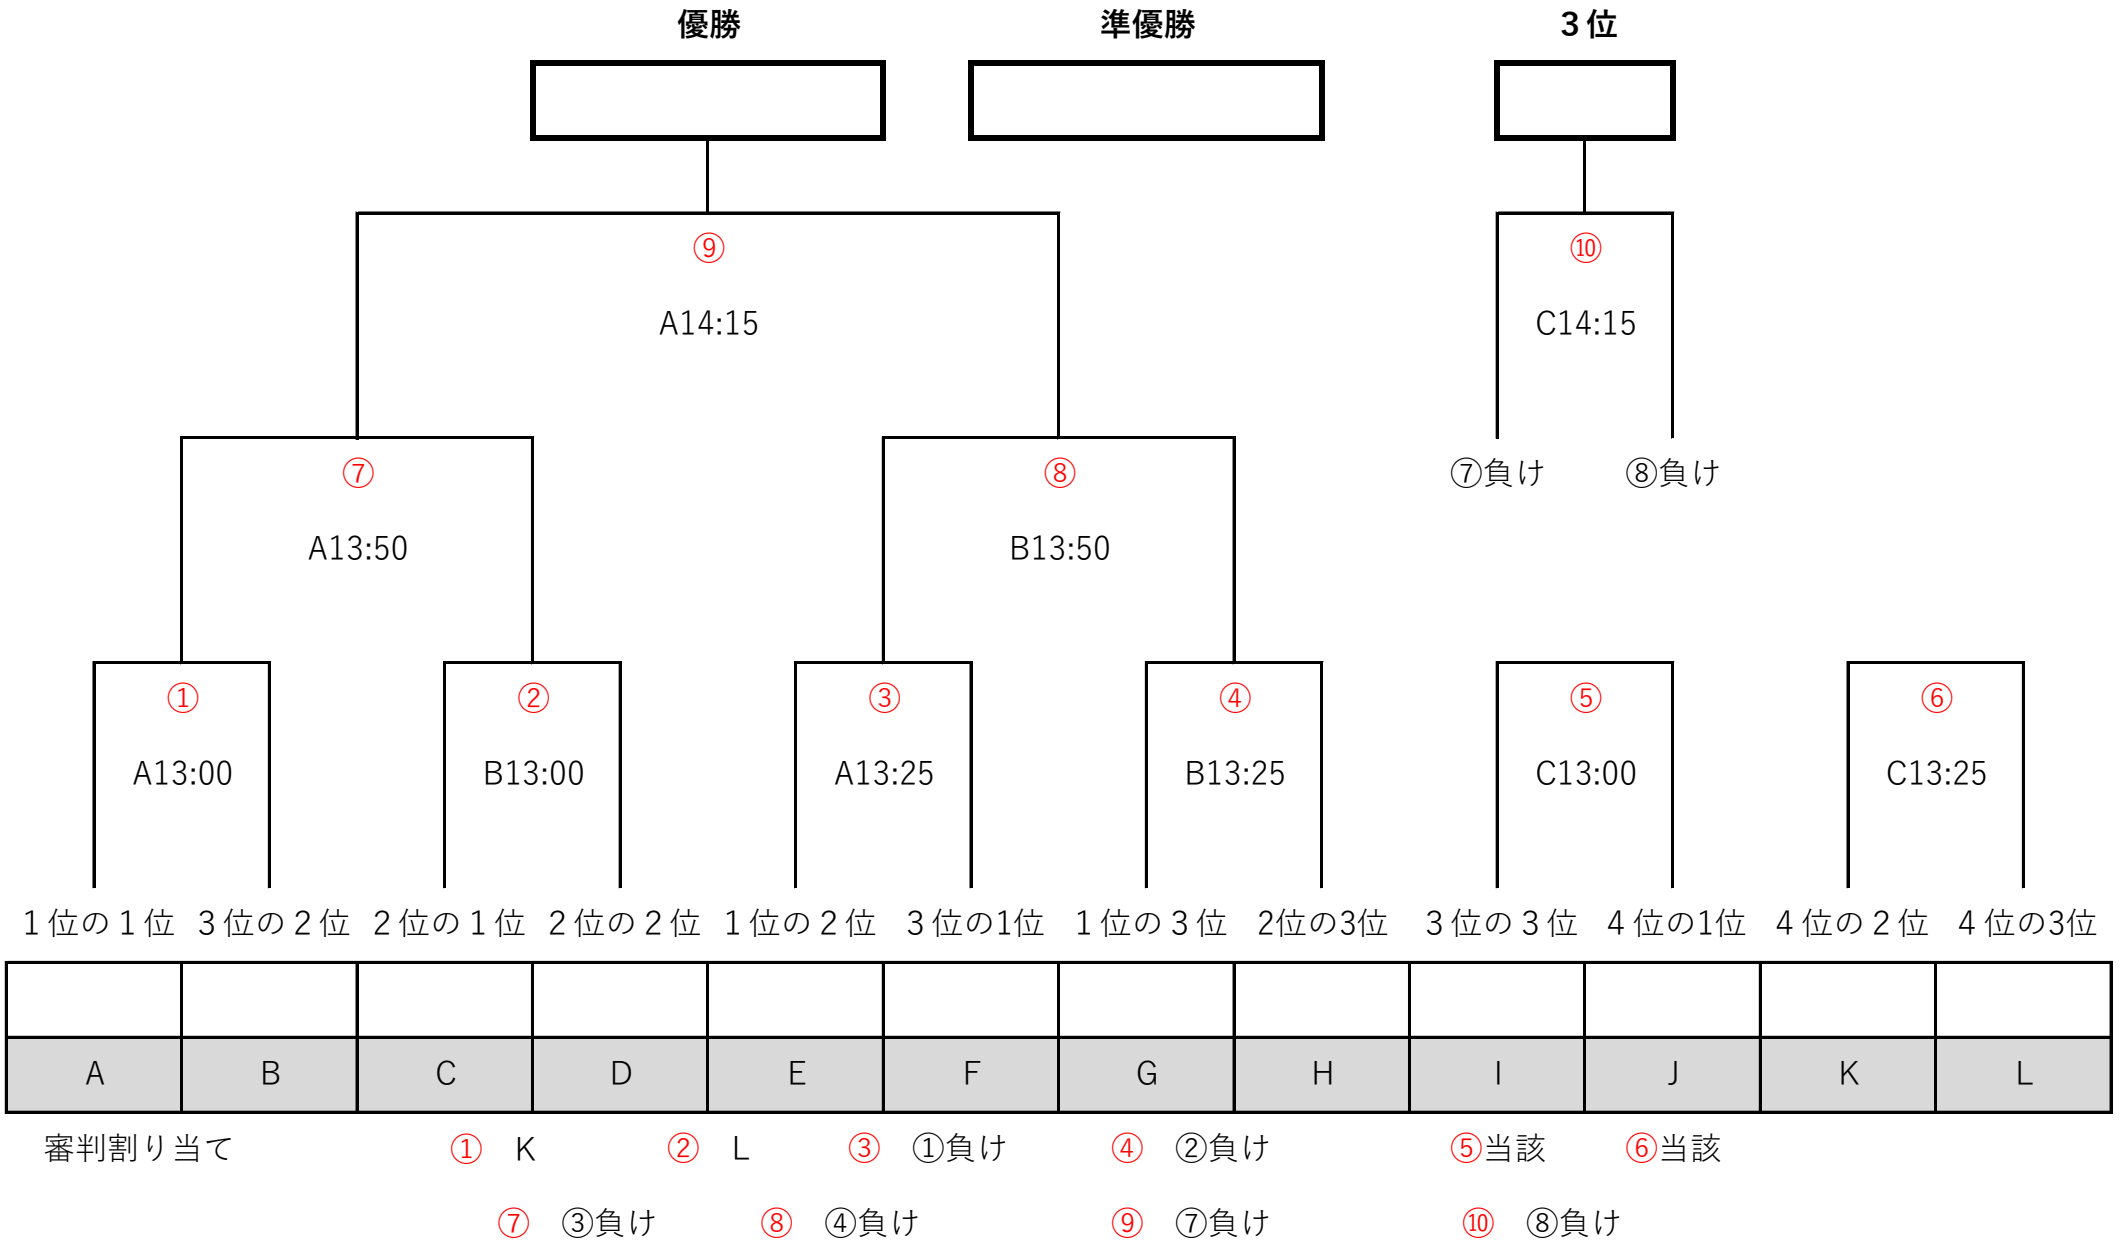 優勝 準優勝 ３位
⑨ ⑩
A14:15 C14:15
⑦ ⑧ ⑦負け ⑧負け
A13:50 B13:50
① ② ③ ④ ⑤ ⑥
A13:00 B13:00 A13:25 B13:25 C13:00 C13:25
１位の１位 ３位の２位 ２位の１位 ２位の２位 １位の２位 ３位の1位 １位の３位 2位の3位 ３位の３位 ４位の1位 ４位の２位 ４位の3位
A B C D E F G H I J K L
審判割り当て ① K ② L ③ ①負け ④ ②負け ⑤当該 ⑥当該
⑦ ③負け ⑧ ④負け ⑨ ⑦負け ⑩ ⑧負け